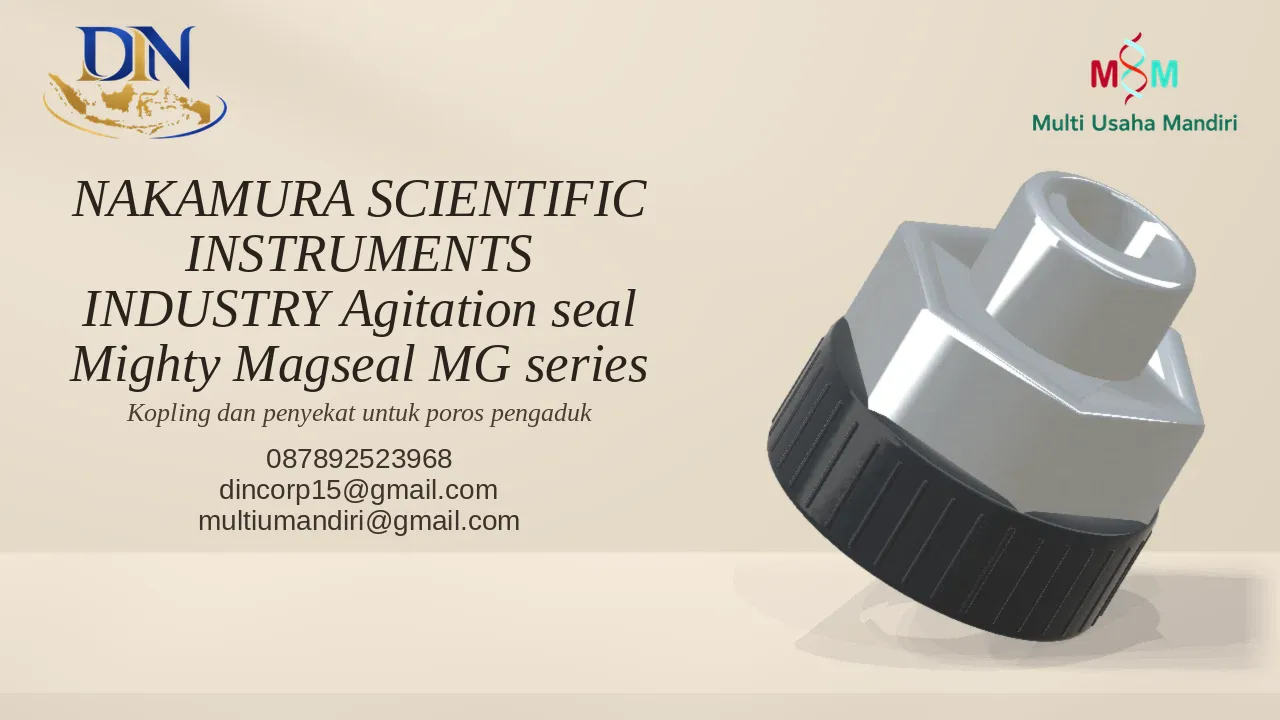 DN
M M
Multi Usaha Mandiri
NAKAMURA SCIENTIFIC
INSTRUMENTS
INDUSTRY Agitation seal
Mighty Magseal MG series
Kopling dan penyekat untuk poros pengaduk
087892523968
dincorp15@gmail.com
multiumandiri@gmail.com